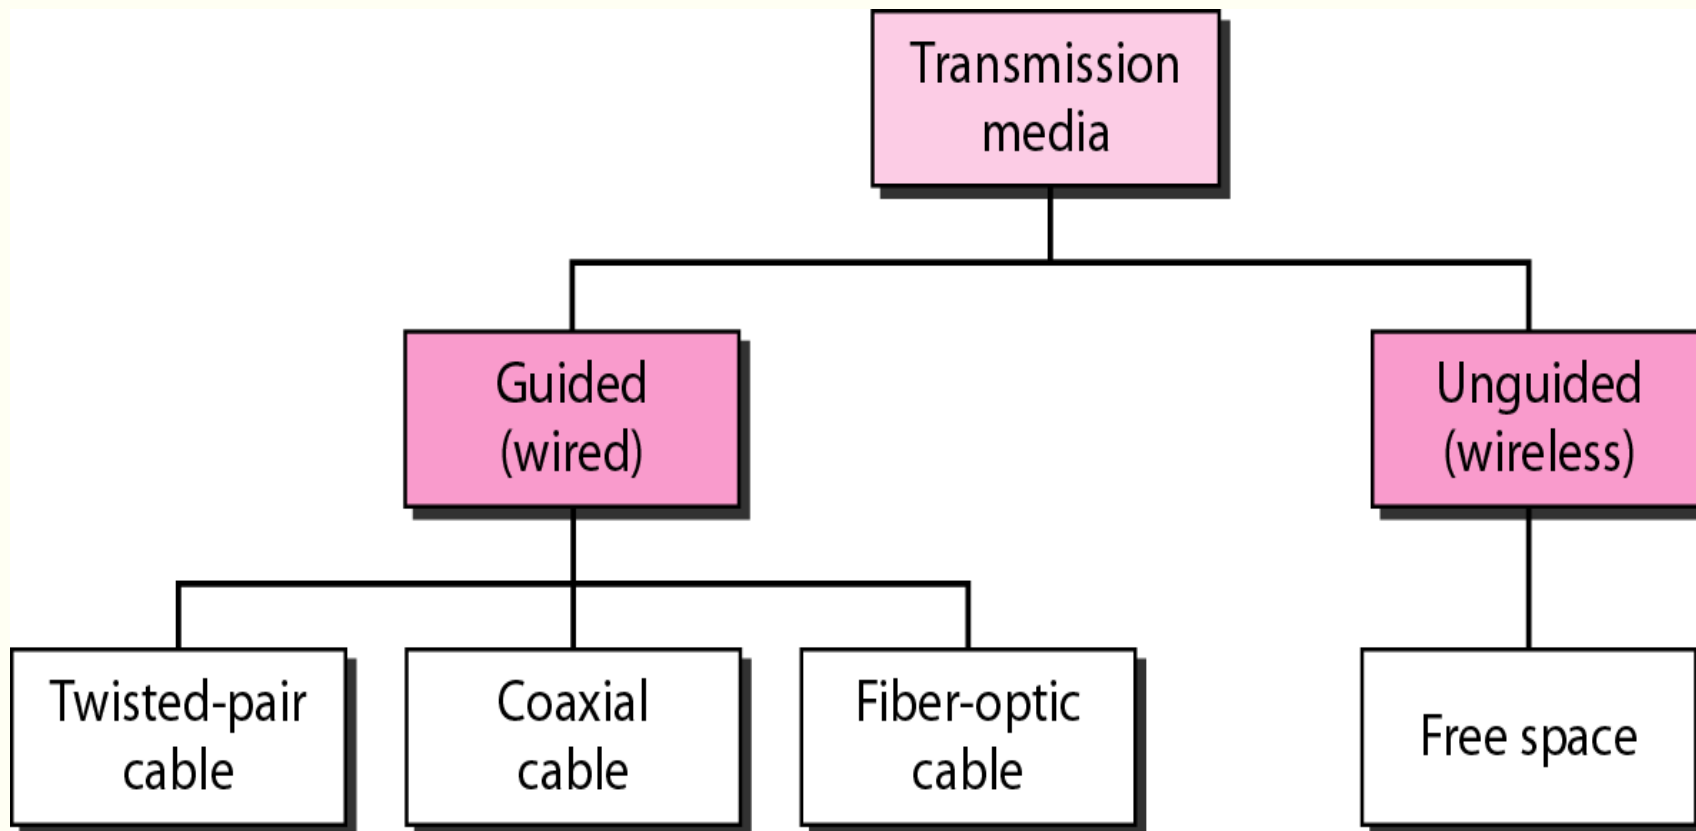 Transmission
media
Guided
(wired)
Unguided
(wireless)
Twisted-pair
cable
Coaxial
cable
Fiber-optic
cable
Free space